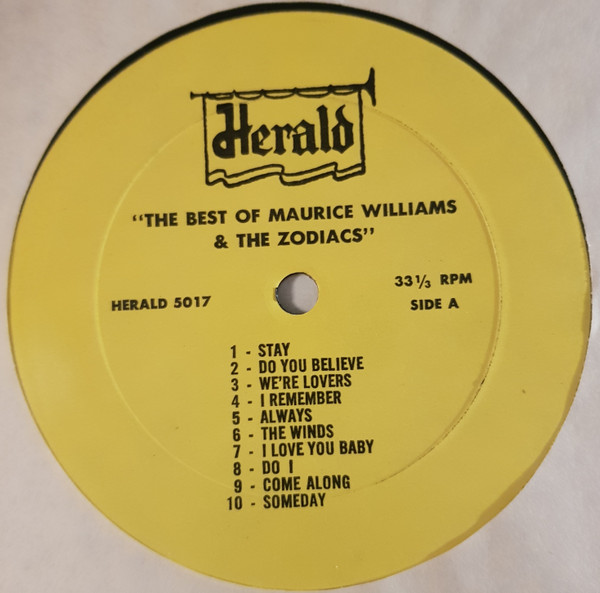 Herald
"THE BEST OF MAURICE WILLIAMS
& THE ZODIACS"
HERALD 5017
33 1/3 RPM
SIDE A
1 - STAY
2 - DO YOU BELIEVE
3 - WE'RE LOVERS
4 - I REMEMBER
5 - ALWAYS
6 - THE WINDS
7 - I LOVE YOU BABY
8 - DO I
9 - COME ALONG
10 - SOMEDAY